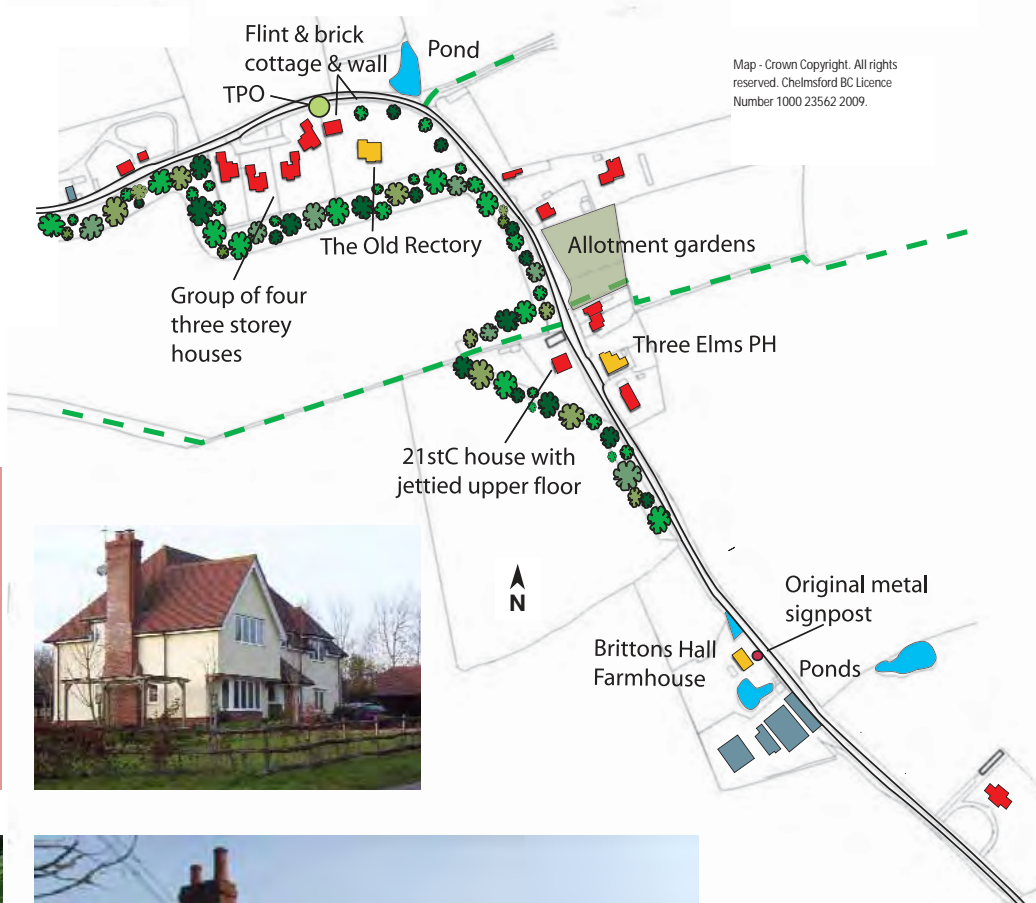 Flint & brick
cottage & wall
Pond
TPO
Map - Crown Copyright. All rights
reserved. Chelmsford BC Licence
Number 1000 23562 2009.
The Old Rectory
Allotment gardens
Group of four
three storey
houses
Three Elms PH
21stC house with
jettied upper floor
N
Original metal
signpost
Brittons Hall
Farmhouse
Ponds